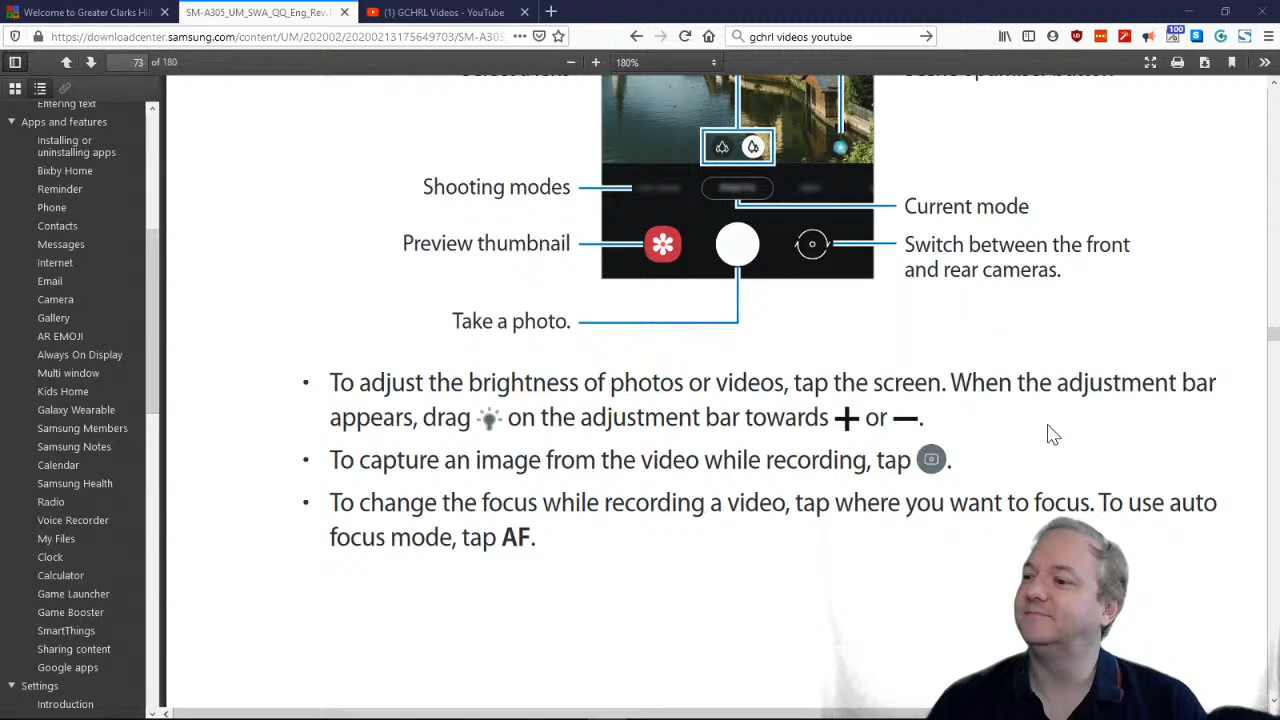 Welcome to Greater Clarks Hill
SM-A305_UM_SWA_QQ_Eng_Rev.
(1) GCHRL Videos - YouTube
https://downloadcenter.samsung.com/content/UM/202002/20200213175649703/SM-A305
gchrl videos youtube
100
73 of 180
180%
Entering text
Apps and features
Installing or
uninstalling apps
Bixby Home
Reminder
Phone
Contacts
Messages
Internet
Email
Camera
Gallery
AR EMOJI
Always On Display
Multi window
Kids Home
Galaxy Wearable
Samsung Members
Samsung Notes
Calendar
Samsung Health
Radio
Voice Recorder
My Files
Clock
Calculator
Game Launcher
Game Booster
SmartThings
Sharing content
Google apps
Settings
Introduction
Shooting modes
Current mode
Preview thumbnail
Switch between the front
and rear cameras.
Take a photo.
• To adjust the brightness of photos or videos, tap the screen. When the adjustment bar
appears, drag on the adjustment bar towards + or −.
• To capture an image from the video while recording, tap .
• To change the focus while recording a video, tap where you want to focus. To use auto
focus mode, tap AF.